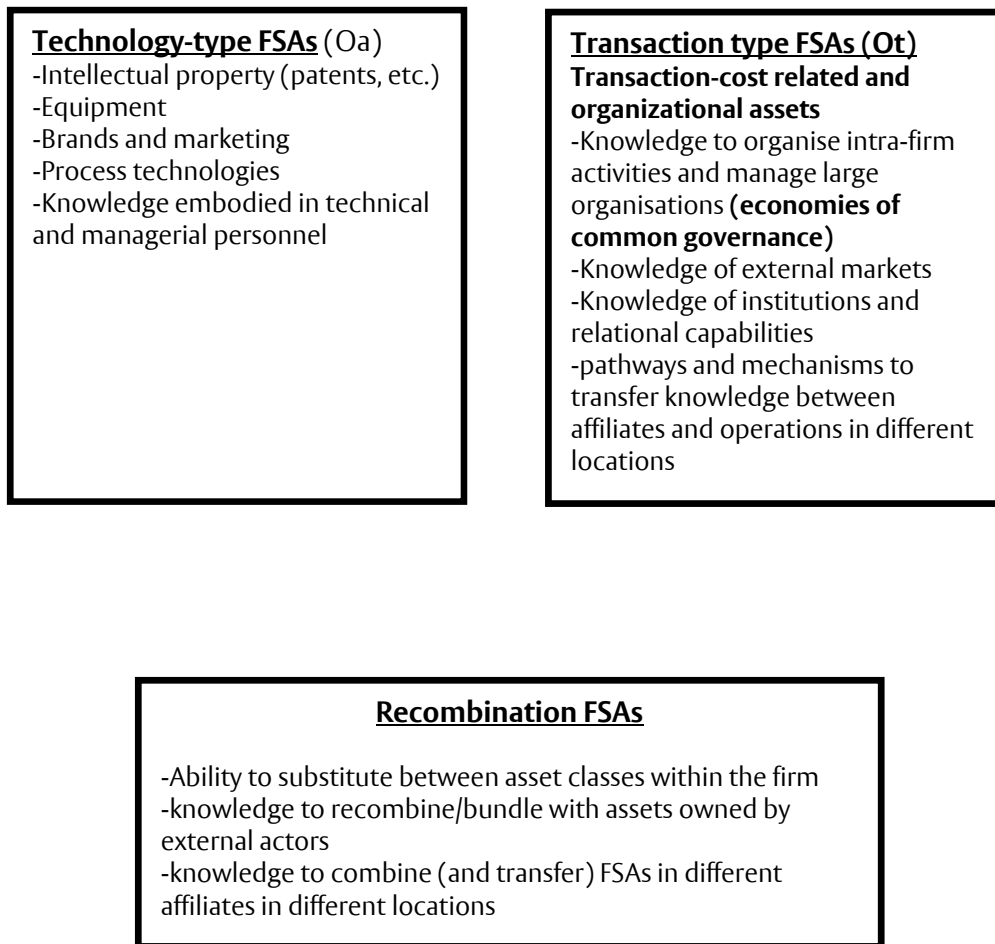 Technology-type FSAs (Oa)
-Intellectual property (patents, etc.)
-Equipment
-Brands and marketing
-Process technologies
-Knowledge embodied in technical
and managerial personnel
Transaction type FSAs (Ot)
Transaction-cost related and
organizational assets
-Knowledge to organise intra-firm
activities and manage large
organisations (economies of
common governance)
-Knowledge of external markets
-Knowledge of institutions and
relational capabilities
-pathways and mechanisms to
transfer knowledge between
affiliates and operations in different
locations
Recombination FSAs
-Ability to substitute between asset classes within the firm
-knowledge to recombine/bundle with assets owned by
external actors
-knowledge to combine (and transfer) FSAs in different
affiliates in different locations